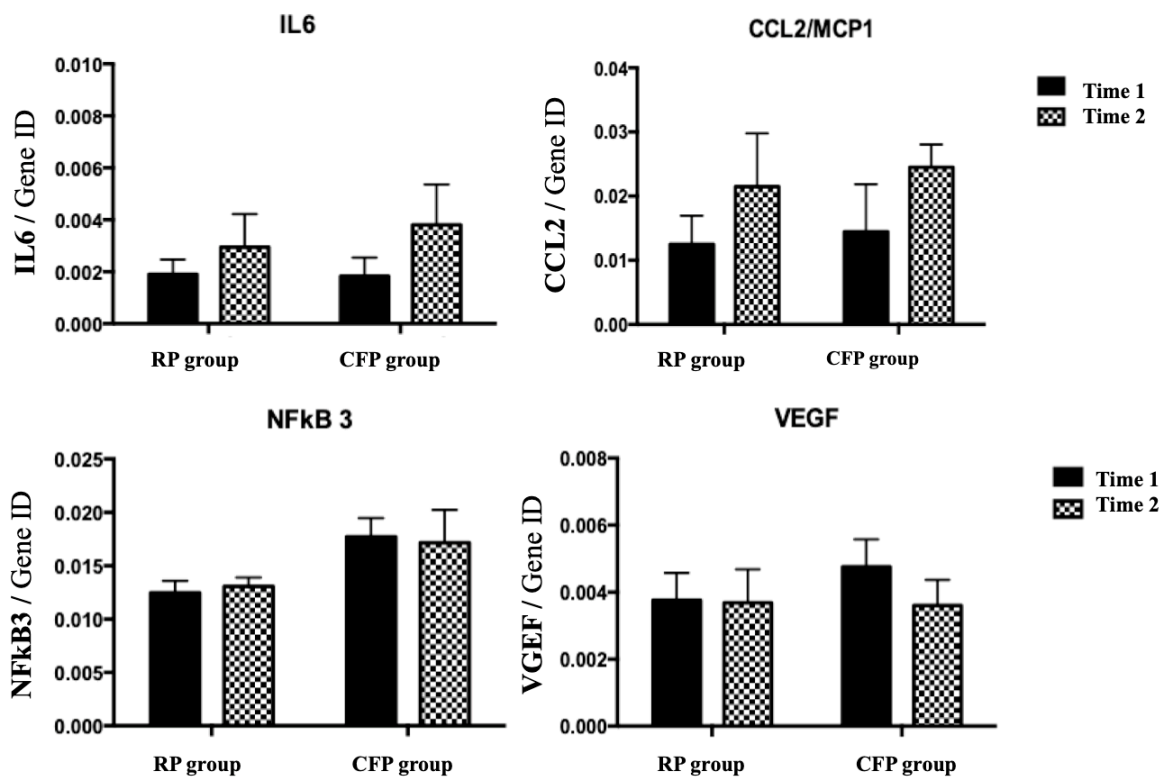 IL6
IL6 / Gene ID
0.010
0.008
0.006
0.004
0.002
0.000
RP group
CFP group
CCL2/MCP1
CCL2 / Gene ID
0.04
0.03
0.02
0.01
0.00
RP group
CFP group
Time 1
Time 2
NFkB 3
NFkB3 / Gene ID
0.025
0.020
0.015
0.010
0.005
0.000
RP group
CFP group
VEGF
VGEF / Gene ID
0.008
0.006
0.004
0.002
0.000
RP group
CFP group
Time 1
Time 2